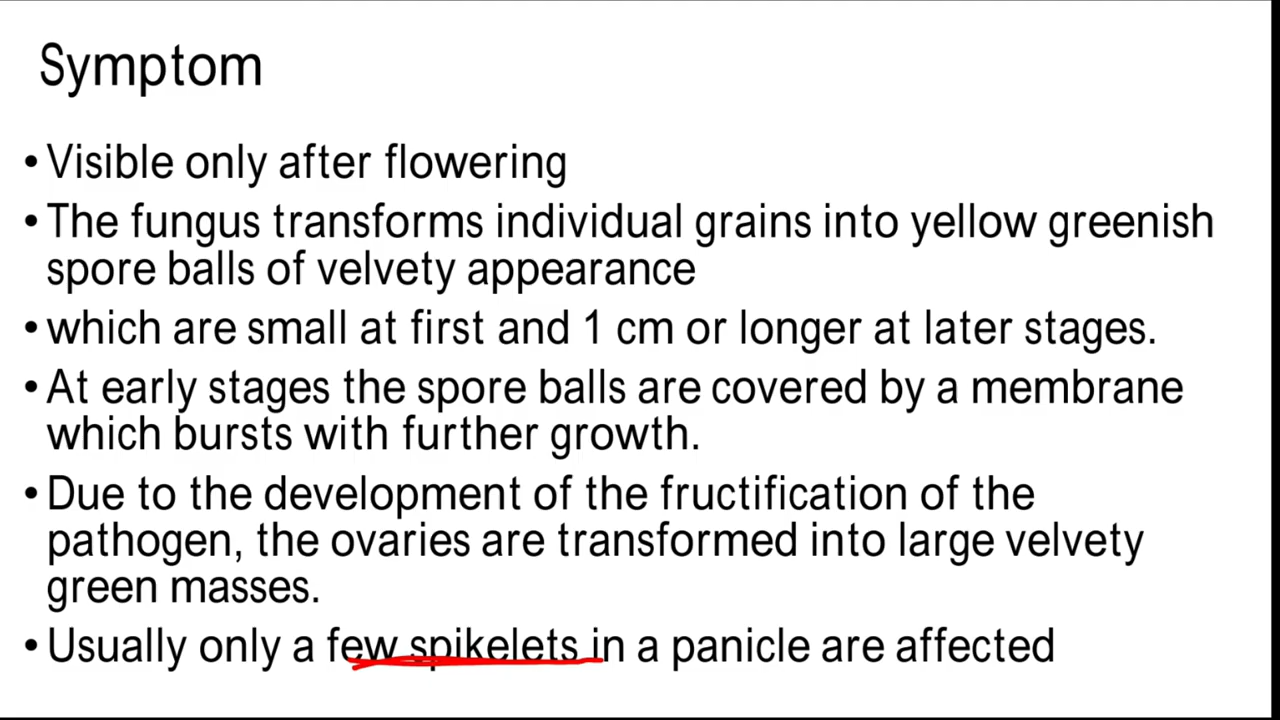 Symptom
• Visible only after flowering
• The fungus transforms individual grains into yellow greenish
spore balls of velvety appearance
• which are small at first and 1 cm or longer at later stages.
• At early stages the spore balls are covered by a membrane
which bursts with further growth.
• Due to the development of the fructification of the
pathogen, the ovaries are transformed into large velvety
green masses.
• Usually only a few spikelets in a panicle are affected